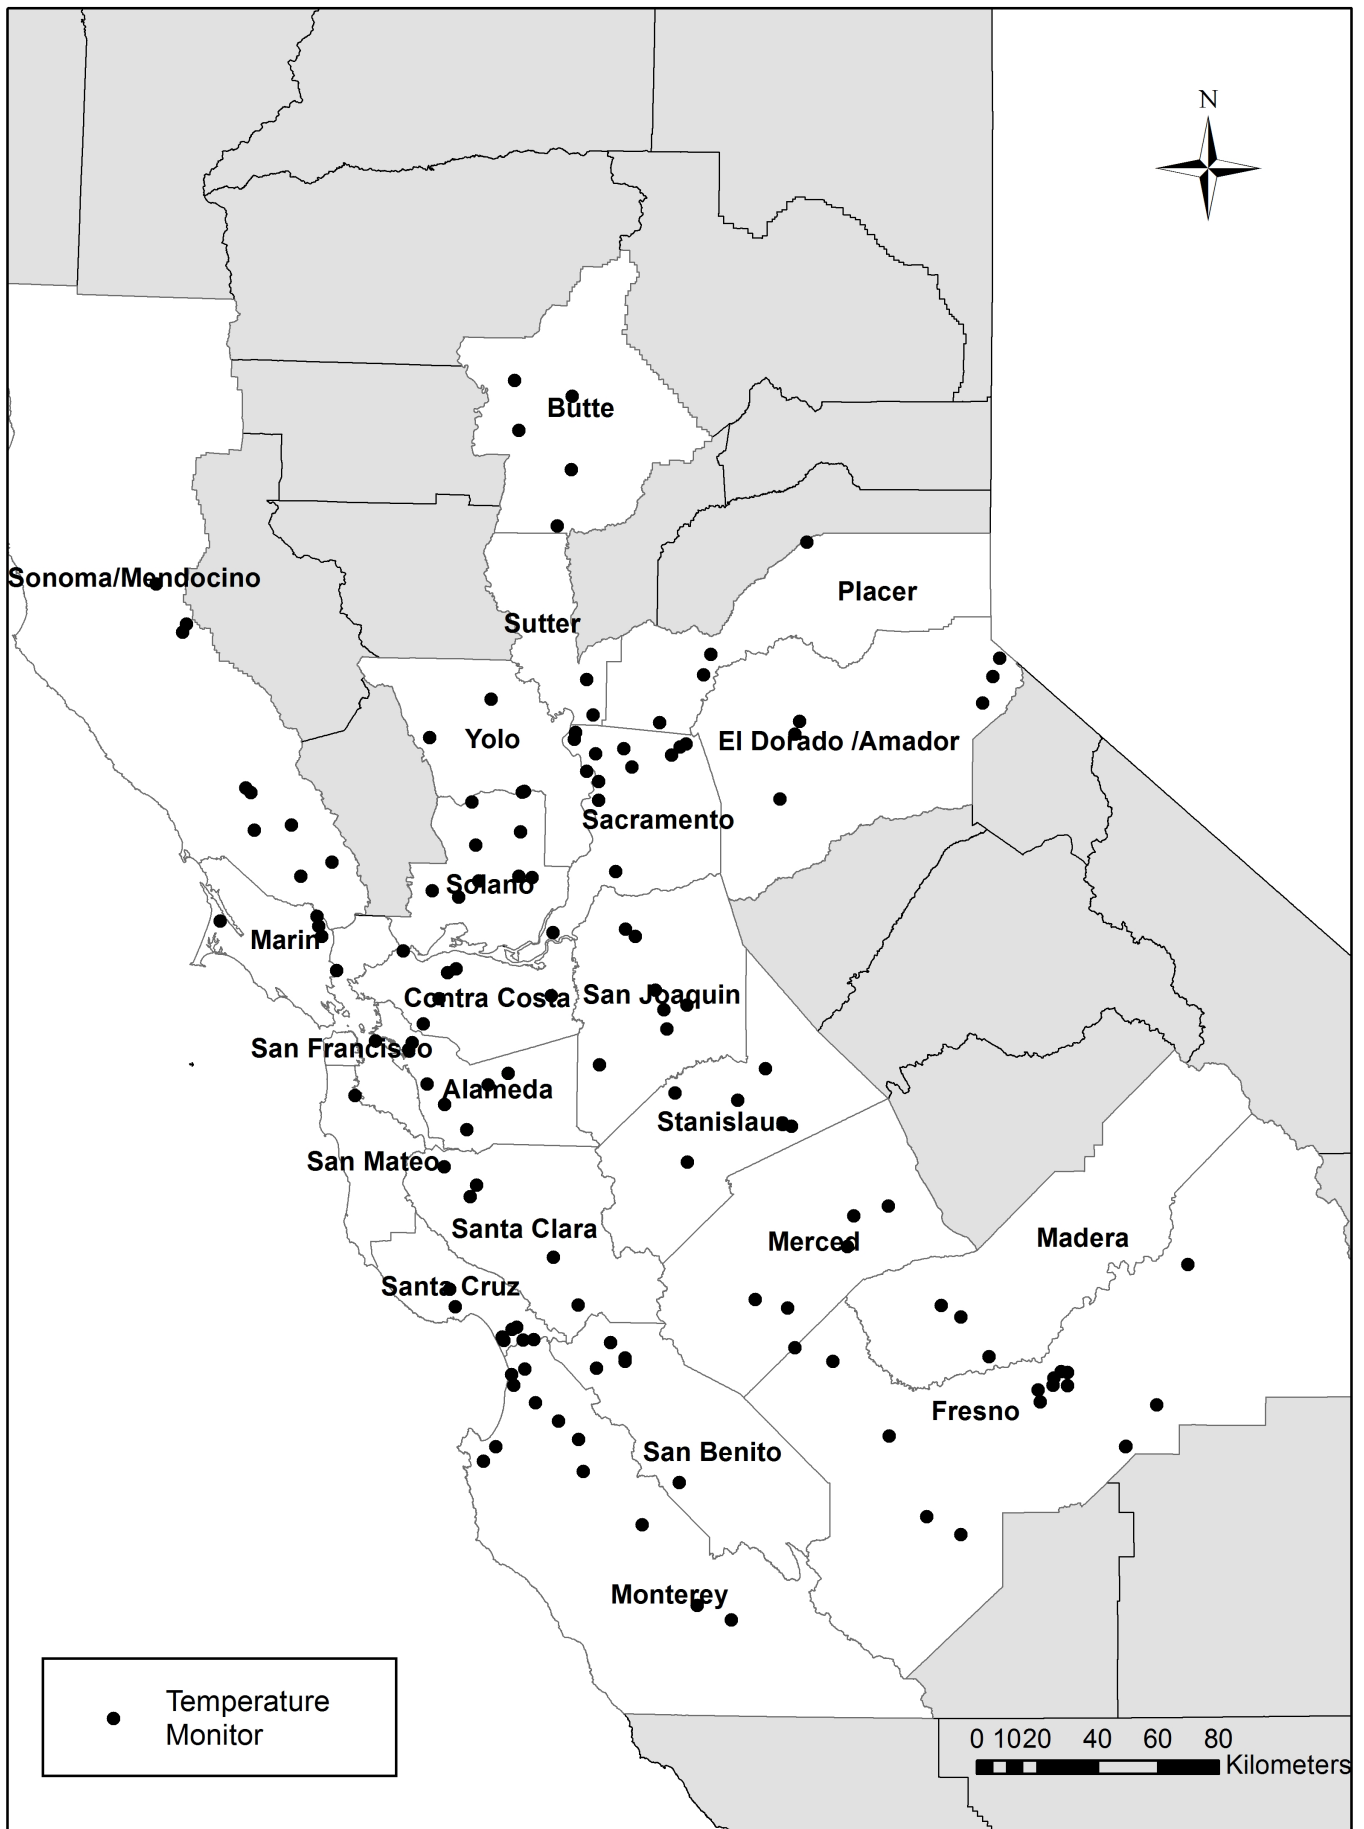 N
Butte
Sonoma/Mendocino
Placer
Sutter
Yolo
El Dorado /Amador
Sacramento
Solano
Marin
Contra Costa
San Joaquin
San Francisco
Alameda
Stanislaus
San Mateo
Santa Clara
Merced
Madera
Santa Cruz
Fresno
San Benito
Monterey
Temperature
Monitor
0 10 20 40 60 80
Kilometers